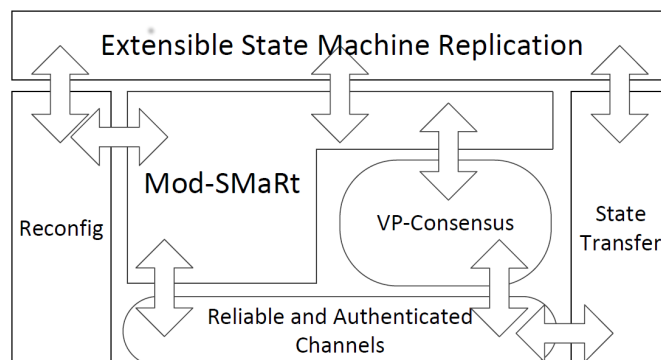 Extensible State Machine Replication
Mod-SMaRt
Reconfig
VP-Consensus
State
Transfer
Reliable and Authenticated
Channels